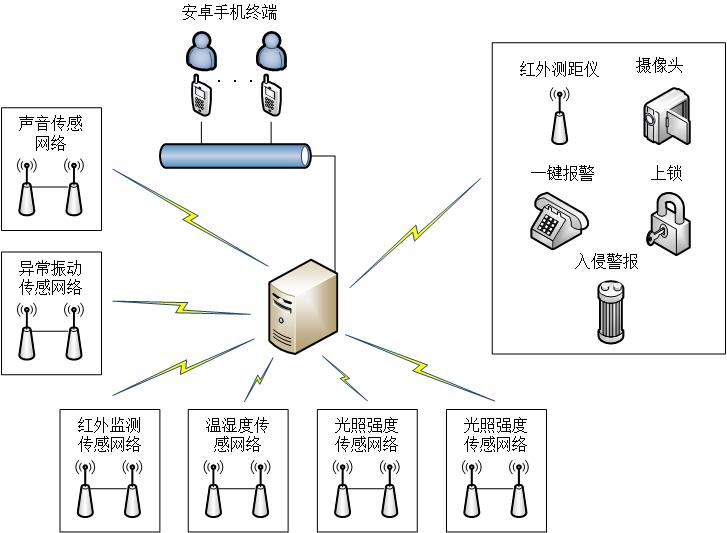 安卓手机终端
红外测距仪
摄像头
声音传感
网络
一键报警
上锁
异常振动
传感网络
入侵警报
红外监测
传感网络
温湿度传
感网络
光照强度
传感网络
光照强度
传感网络